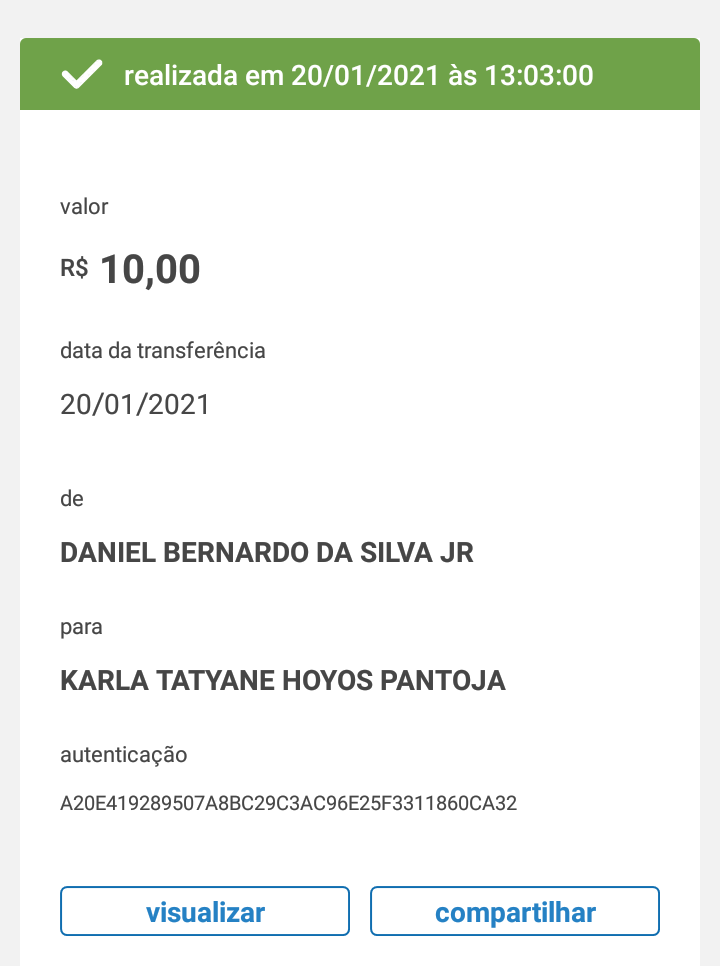 realizada em 20/01/2021 às 13:03:00
valor
R$ 10,00
data da transferência
20/01/2021
de
DANIEL BERNARDO DA SILVA JR
para
KARLA TATYANE HOYOS PANTOJA
autenticação
A20E419289507A8BC29C3AC96E25F3311860CA32
visualizar
compartilhar